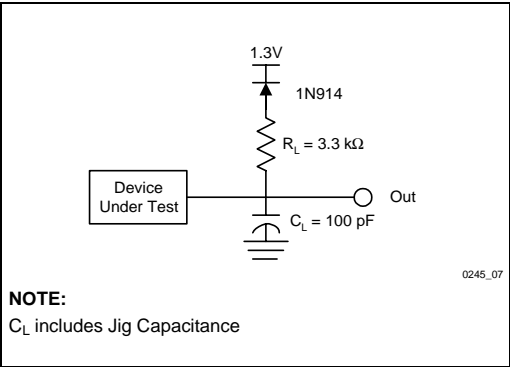 1.3V
1N914
R_L = 3.3 kΩ
Device
Under Test
Out
C_L = 100 pF
0245_07
NOTE:
C_L includes Jig Capacitance